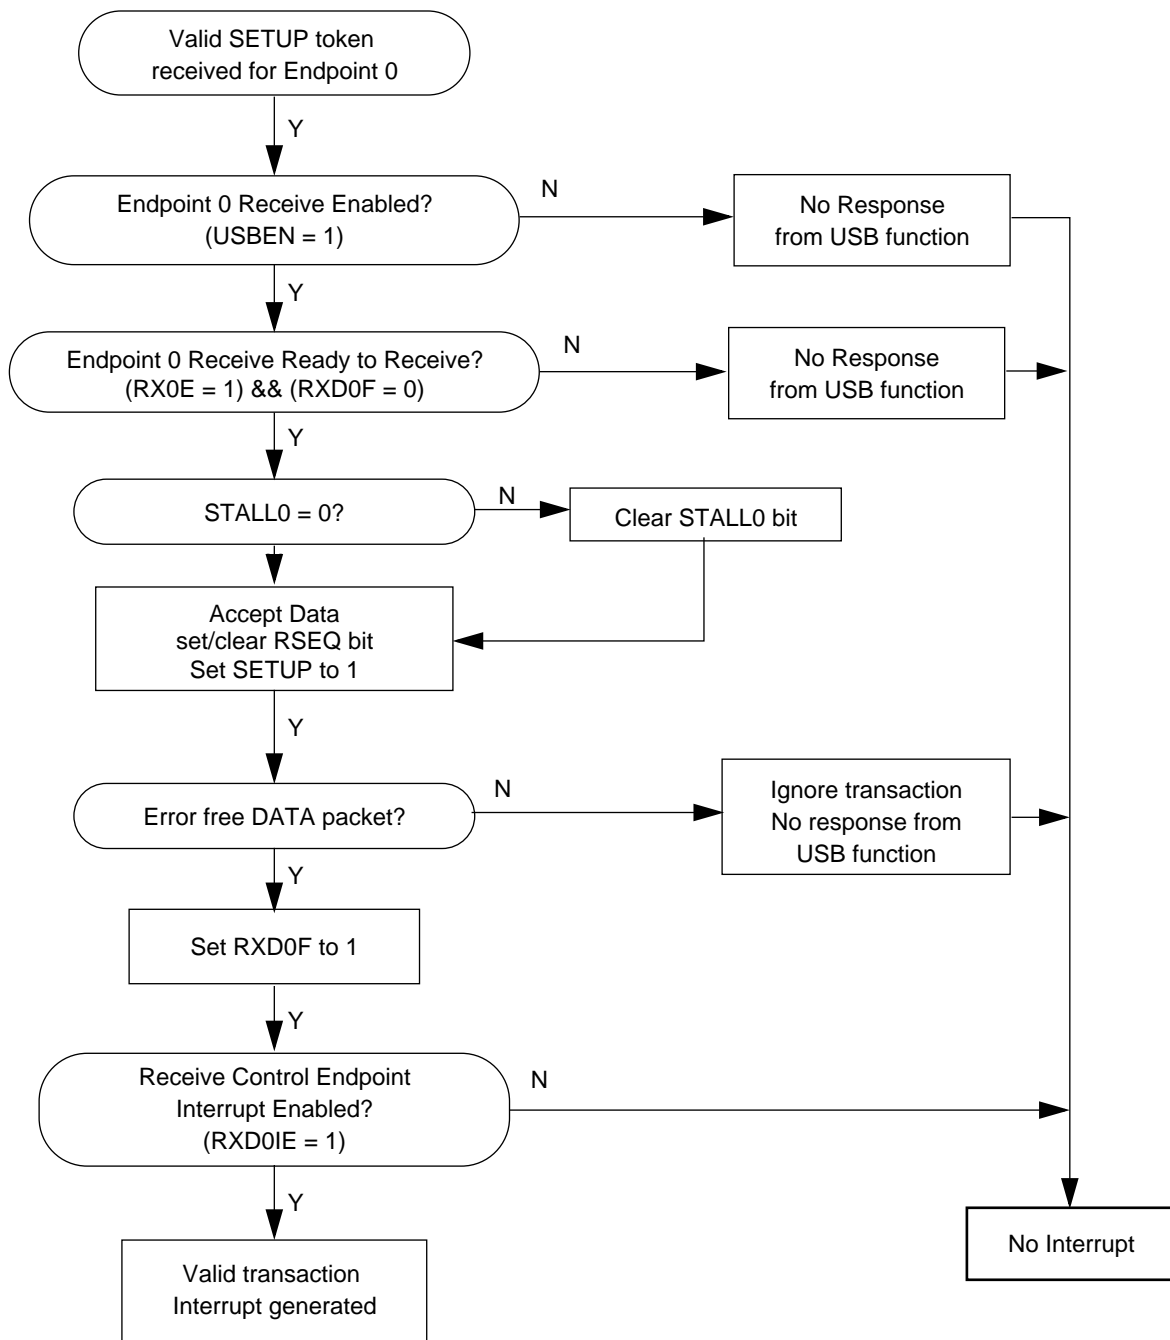 Valid SETUP token
received for Endpoint 0
Y
Endpoint 0 Receive Enabled?
(USBEN = 1)
N
No Response
from USB function
Y
Endpoint 0 Receive Ready to Receive?
(RX0E = 1) && (RXD0F = 0)
N
No Response
from USB function
Y
STALL0 = 0?
N
Clear STALL0 bit
Accept Data
set/clear RSEQ bit
Set SETUP to 1
Y
Error free DATA packet?
N
Ignore transaction
No response from
USB function
Y
Set RXD0F to 1
Y
Receive Control Endpoint
Interrupt Enabled?
(RXD0IE = 1)
N
Y
No Interrupt
Valid transaction
Interrupt generated